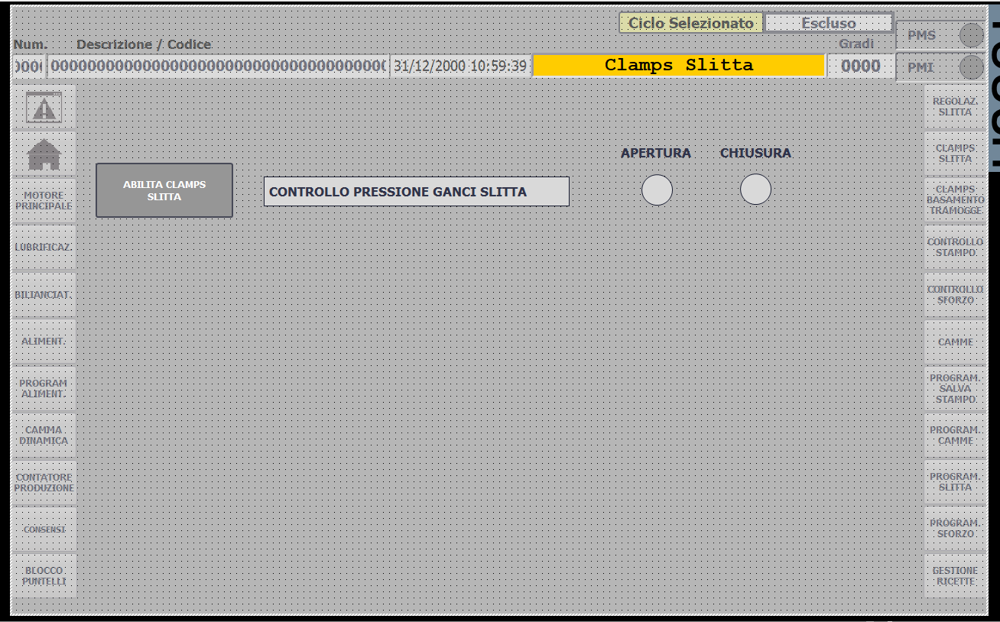 Ciclo Selezionato Escluso
Num. Descrizione / Codice Gradi PMS
31/12/2000 10:59:39 Clamps Slitta 0000 PMI
REGOLAZ.
SLITTA
CLAMPS
SLITTA
APERTURA CHIUSURA
ABILITA CLAMPS
SLITTA
CONTROLLO PRESSIONE GANCI SLITTA
MOTORE
PRINCIPALE
CLAMPS
BASAMENTO
TRAMOGGE
LUBRIFICAZ.
CONTROLLO
STAMPO
BILIANCIAT.
CONTROLLO
SFORZO
ALIMENT.
CAMME
PROGRAM
ALIMENT.
PROGRAM.
SALVA
STAMPO
CAMMA
DINAMICA
PROGRAM.
CAMME
CONTATORE
PRODUZIONE
PROGRAM.
SLITTA
CONSENSI
PROGRAM.
SFORZO
BLOCCO
PUNTELLI
GESTIONE
RICETTE